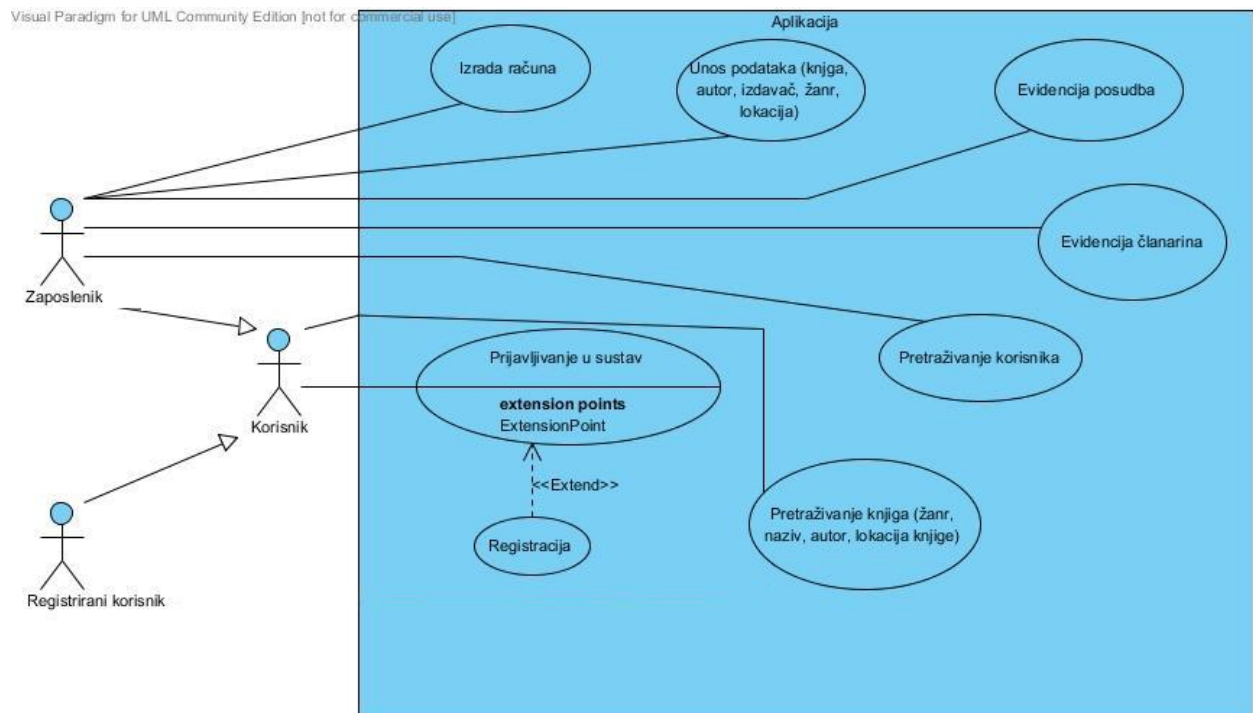 Visual Paradigm for UML Community Edition [not for commercial use]
Aplikacija
Izrada računa
Unos podataka (knjga,
autor, izdavač, žanr,
lokacija)
Evidencija posudba
Evidencija članarina
Zaposlenik
Pretraživanje korisnika
Prijavljivanje u sustav
extension points
ExtensionPoint
Korisnik
<<Extend>>
Pretraživanje knjiga (žanr,
naziv, autor, lokacija knjige)
Registracija
Registrirani korisnik